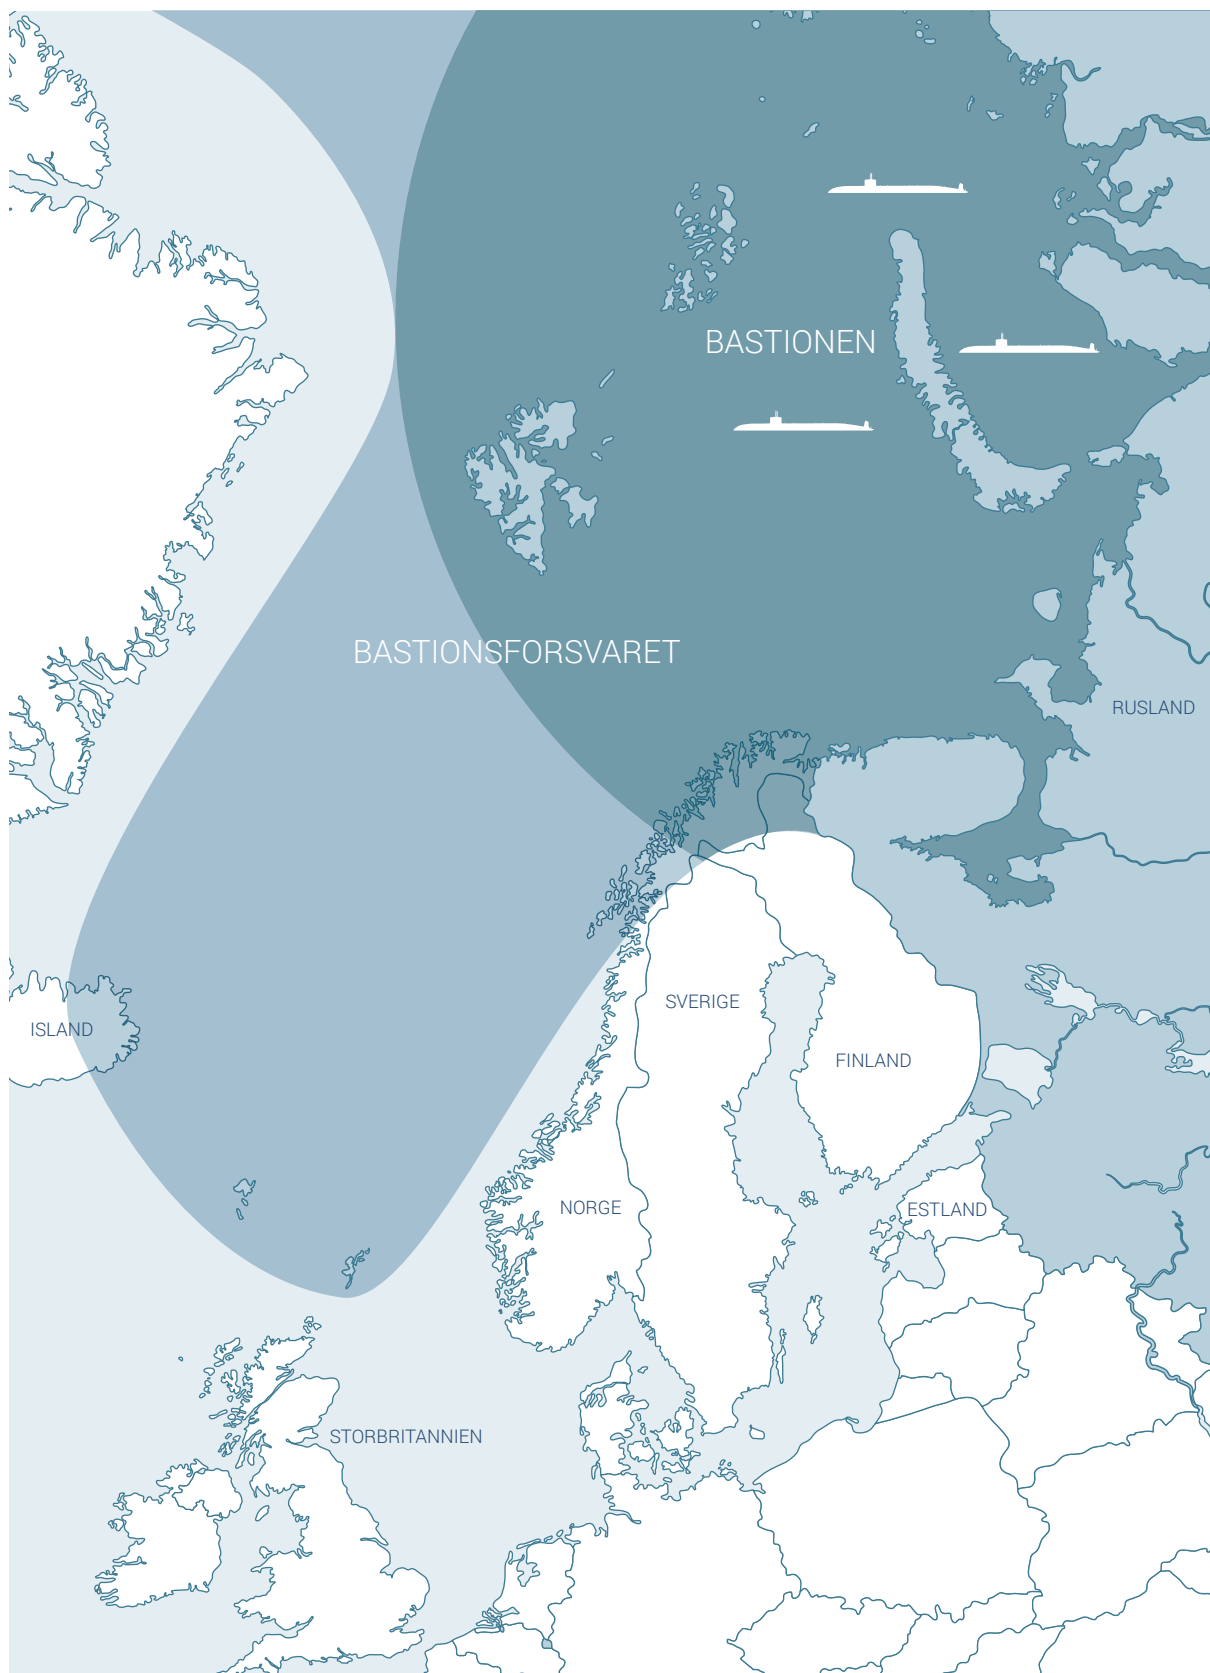 BASTIONEN
BASTIONSFORSVARET
RUSLAND
SVERIGE
ISLAND
FINLAND
NORGE
ESTLAND
STORBRITANNIEN